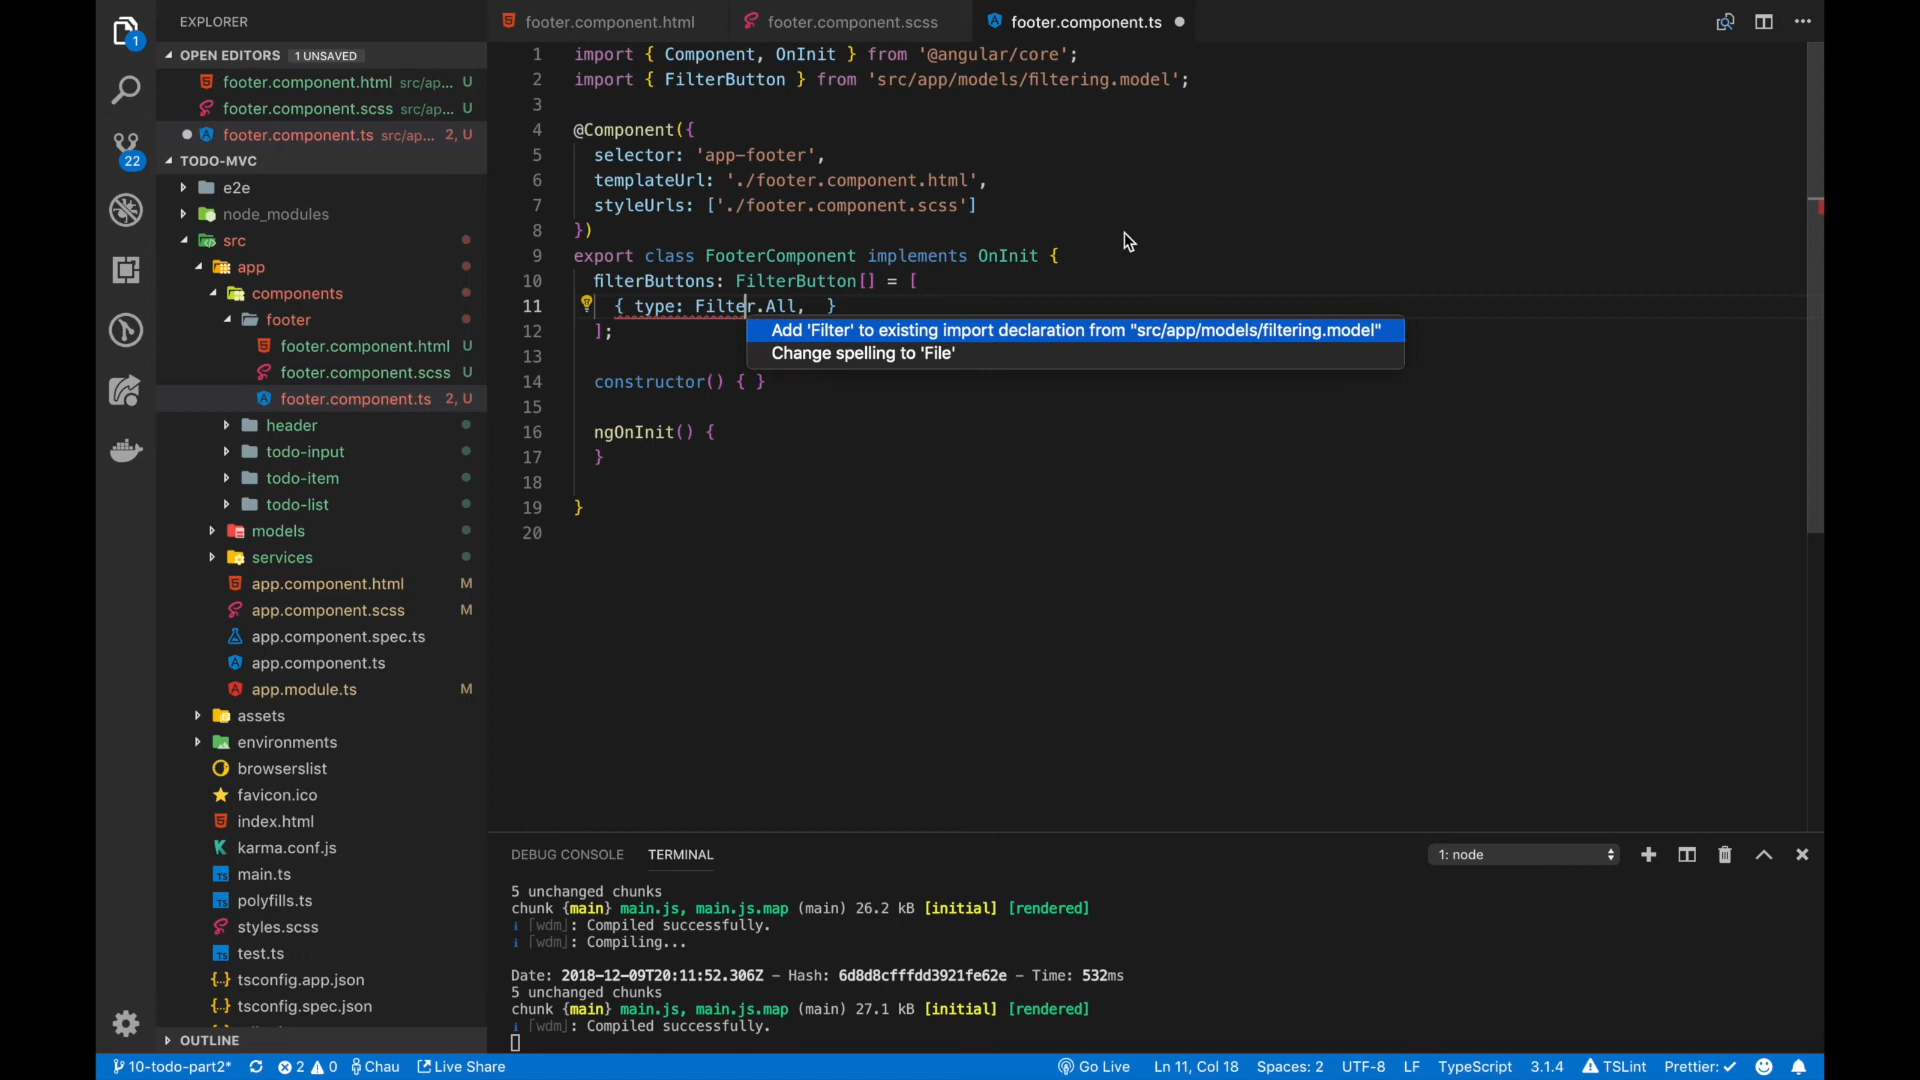 EXPLORER
OPEN EDITORS 1 UNSAVED
footer.component.html src/ap... U
footer.component.scss src/ap... U
footer.component.ts src/ap... 2, U
TODO-MVC
e2e
node_modules
src
app
components
footer
footer.component.html U
footer.component.scss U
footer.component.ts 2, U
header
todo-input
todo-item
todo-list
models
services
app.component.html M
app.component.scss M
app.component.spec.ts
app.component.ts
app.module.ts M
assets
environments
browserslist
favicon.ico
index.html
karma.conf.js
main.ts
polyfills.ts
styles.scss
test.ts
tsconfig.app.json
tsconfig.spec.json
OUTLINE
1
22
footer.component.html footer.component.scss footer.component.ts
1 import { Component, OnInit } from '@angular/core';
2 import { FilterButton } from 'src/app/models/filtering.model';
3
4 @Component({
5 selector: 'app-footer',
6 templateUrl: './footer.component.html',
7 styleUrls: ['./footer.component.scss']
8 })
9 export class FooterComponent implements OnInit {
10 filterButtons: FilterButton[] = [
11 { type: Filter.All, }
12 ];
Add 'Filter' to existing import declaration from "src/app/models/filtering.model"
Change spelling to 'File'
13
14 constructor() { }
15
16 ngOnInit() {
17 }
18
19 }
20
DEBUG CONSOLE TERMINAL 1: node
5 unchanged chunks
chunk {main} main.js, main.js.map (main) 26.2 kB [initial] [rendered]
i ｢wdm｣: Compiled successfully.
i ｢wdm｣: Compiling...
Date: 2018-12-09T20:11:52.306Z - Hash: 6d8d8cfffdd3921fe62e - Time: 532ms
5 unchanged chunks
chunk {main} main.js, main.js.map (main) 27.1 kB [initial] [rendered]
i ｢wdm｣: Compiled successfully.
10-todo-part2* 2 0 Chau Live Share Go Live Ln 11, Col 18 Spaces: 2 UTF-8 LF TypeScript 3.1.4 TSLint Prettier: ✓